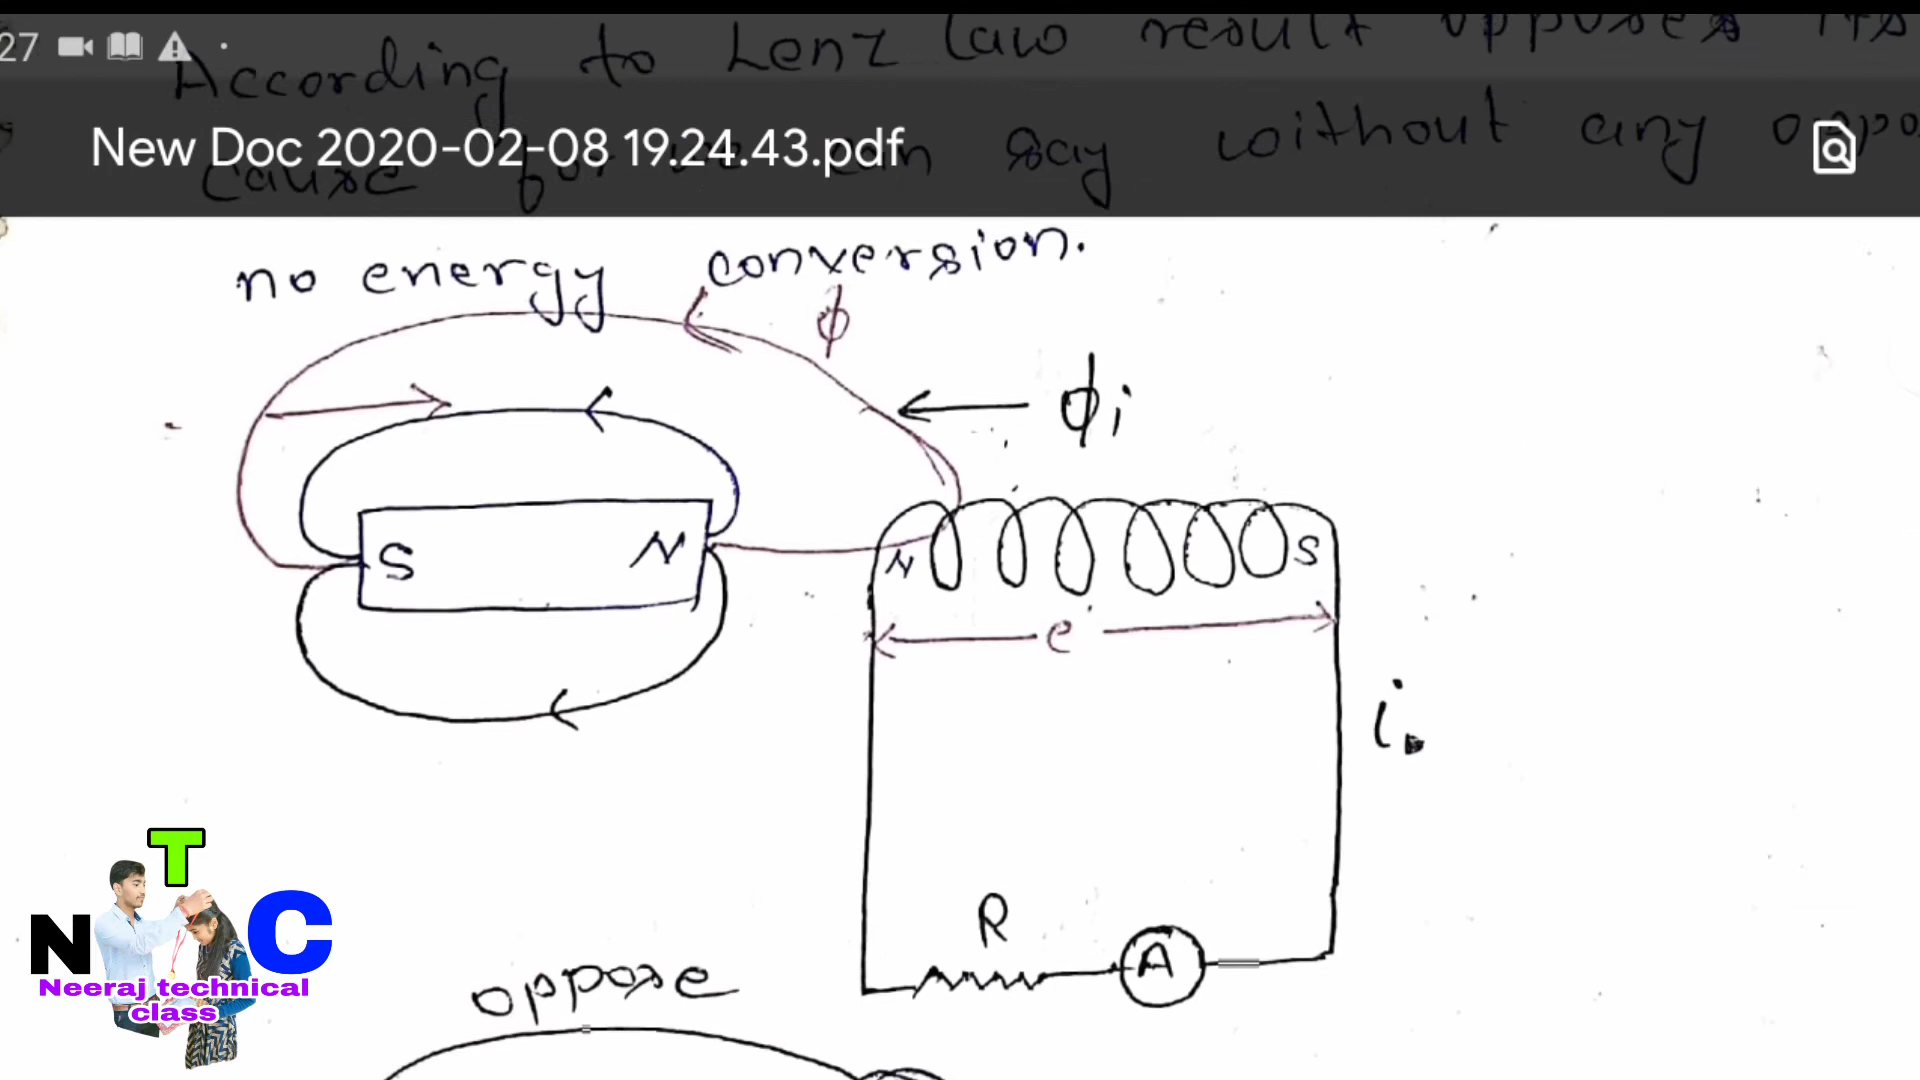 27
According to Lenz law result opposes its
New Doc 2020-02-08 19.24.43.pdf
cause say without any
no energy conversion.
ϕ
ϕi
S N
N S
e
i
R
A
oppose
T
N C
Neeraj technical
class